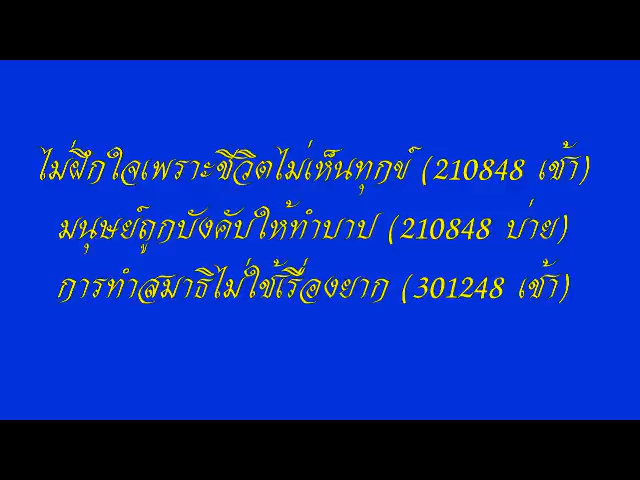 ไม่ฝึกใจเพราะชีวิตไม่เห็นทุกข์ (210848 เช้า)
มนุษย์ถูกบังคับให้ทำบาป (210848 บ่าย)
การทำสมาธิไม่ใช้เรื่องยาก (301248 เช้า)